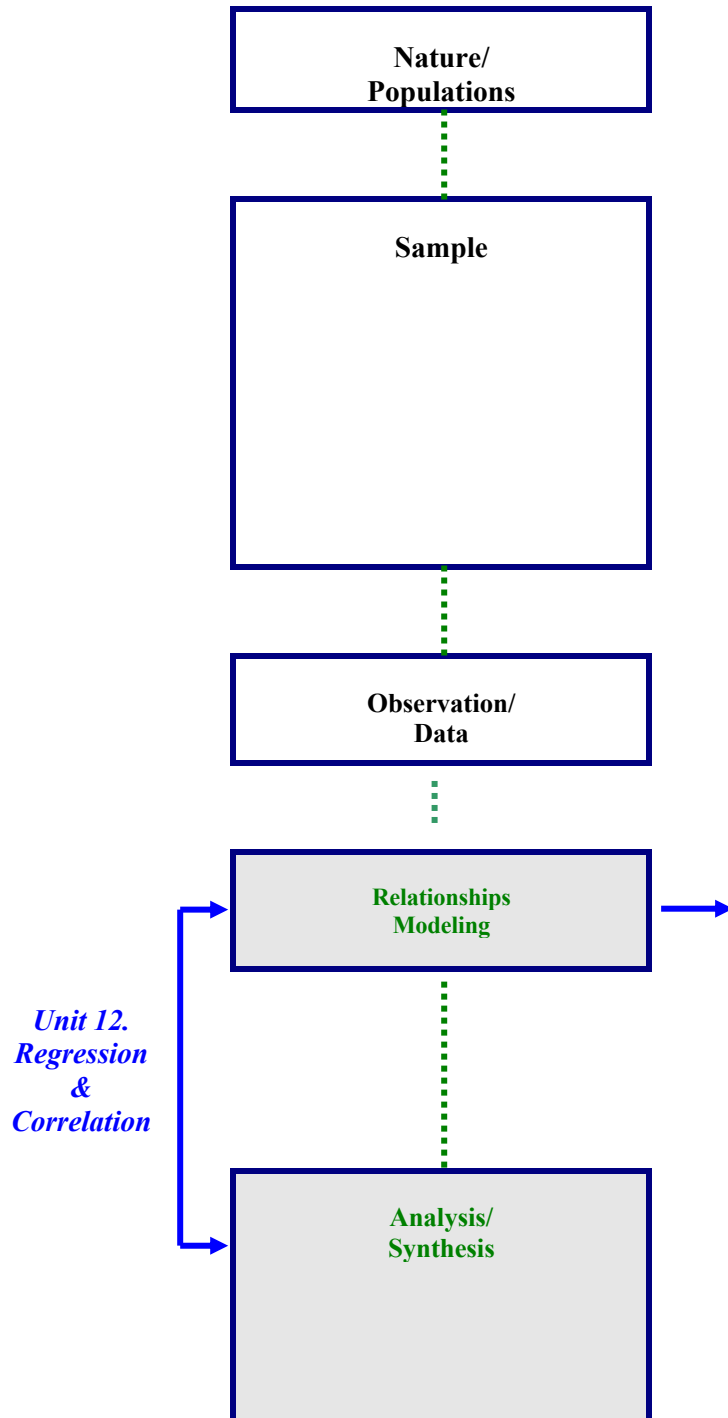 Nature/
Populations
Sample
Observation/
Data
Relationships
Modeling
Unit 12.
Regression
&
Correlation
Analysis/
Synthesis